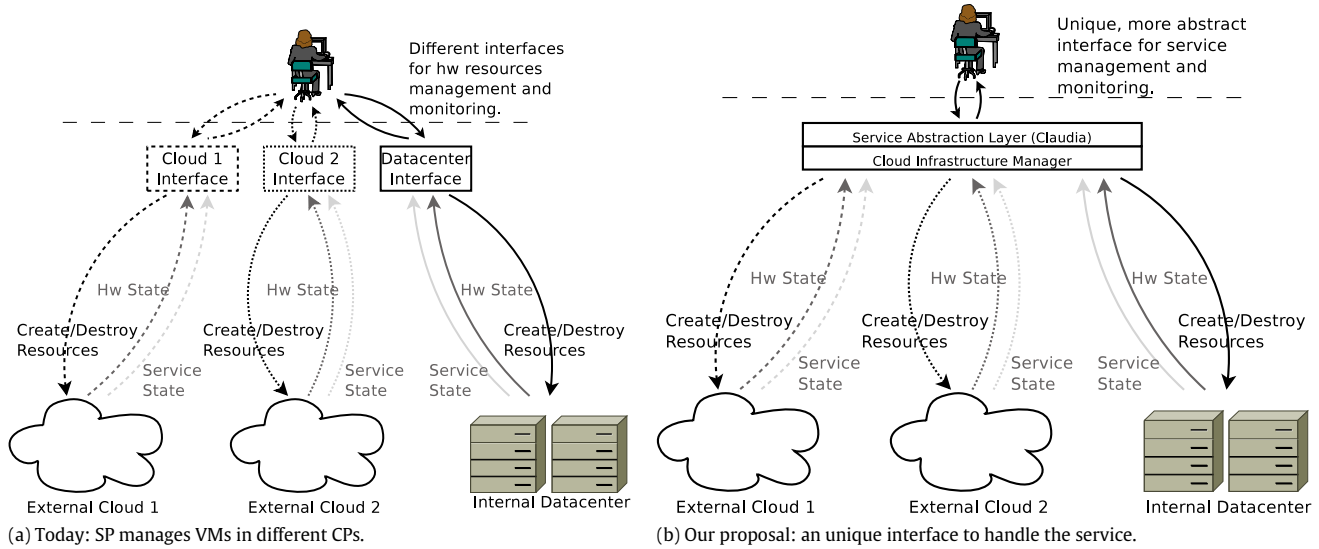 Different interfaces
for hw resources
management and
monitoring.
Cloud 1
Interface
Cloud 2
Interface
Datacenter
Interface
Hw State
Hw State
Hw State
Create/Destroy
Resources
Create/Destroy
Resources
Create/Destroy
Resources
Service
State
Service
State
Service
State
External Cloud 1
External Cloud 2
Internal Datacenter
(a) Today: SP manages VMs in different CPs.
Unique, more abstract
interface for service
management and
monitoring.
Service Abstraction Layer (Claudia)
Cloud Infrastructure Manager
Hw State
Hw State
Hw State
Create/Destroy
Resources
Create/Destroy
Resources
Create/Destroy
Resources
Service
State
Service
State
Service
State
External Cloud 1
External Cloud 2
Internal Datacenter
(b) Our proposal: an unique interface to handle the service.